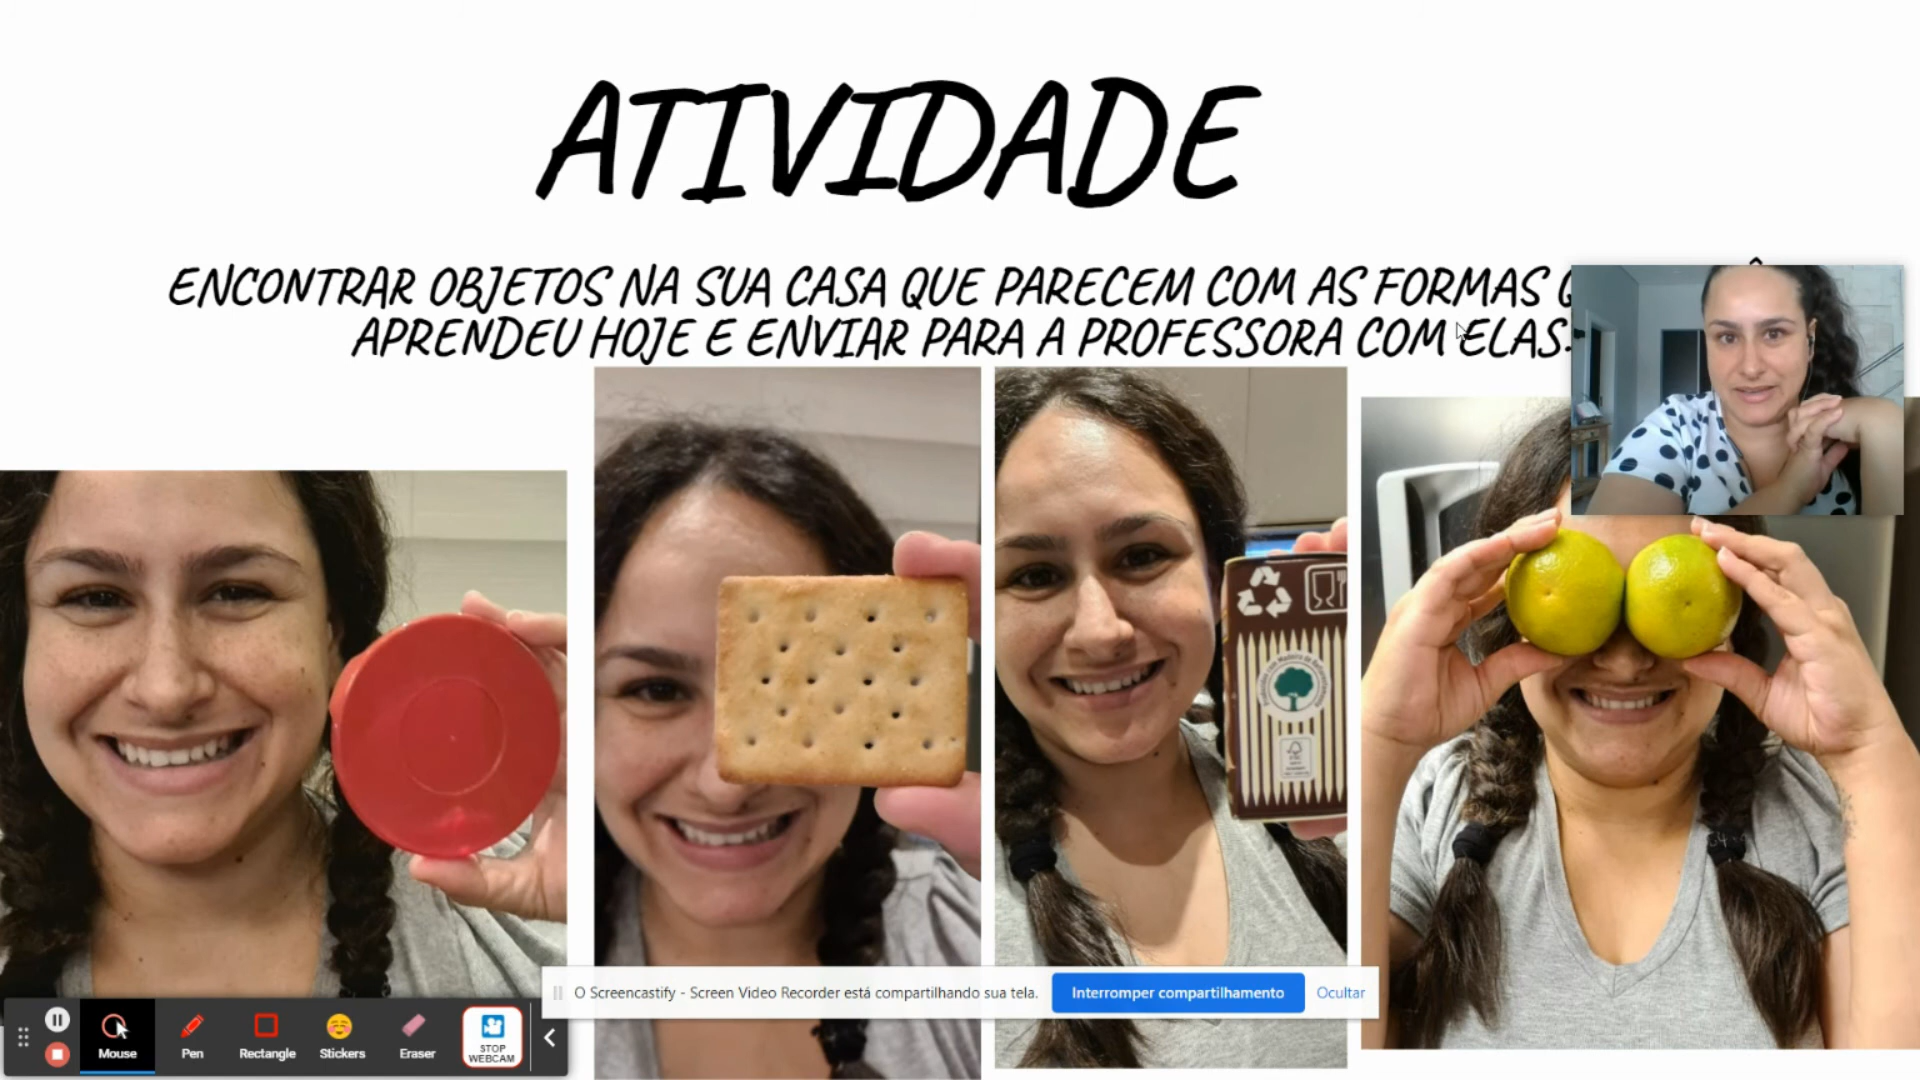 ATIVIDADE
ENCONTRAR OBJETOS NA SUA CASA QUE PARECEM COM AS FORMAS
APRENDEU HOJE E ENVIAR PARA A PROFESSORA COM ELAS.
O Screencastify - Screen Video Recorder está compartilhando sua tela.
Interromper compartilhamento
Ocultar
Mouse
Pen
Rectangle
Stickers
Eraser
STOP
WEBCAM